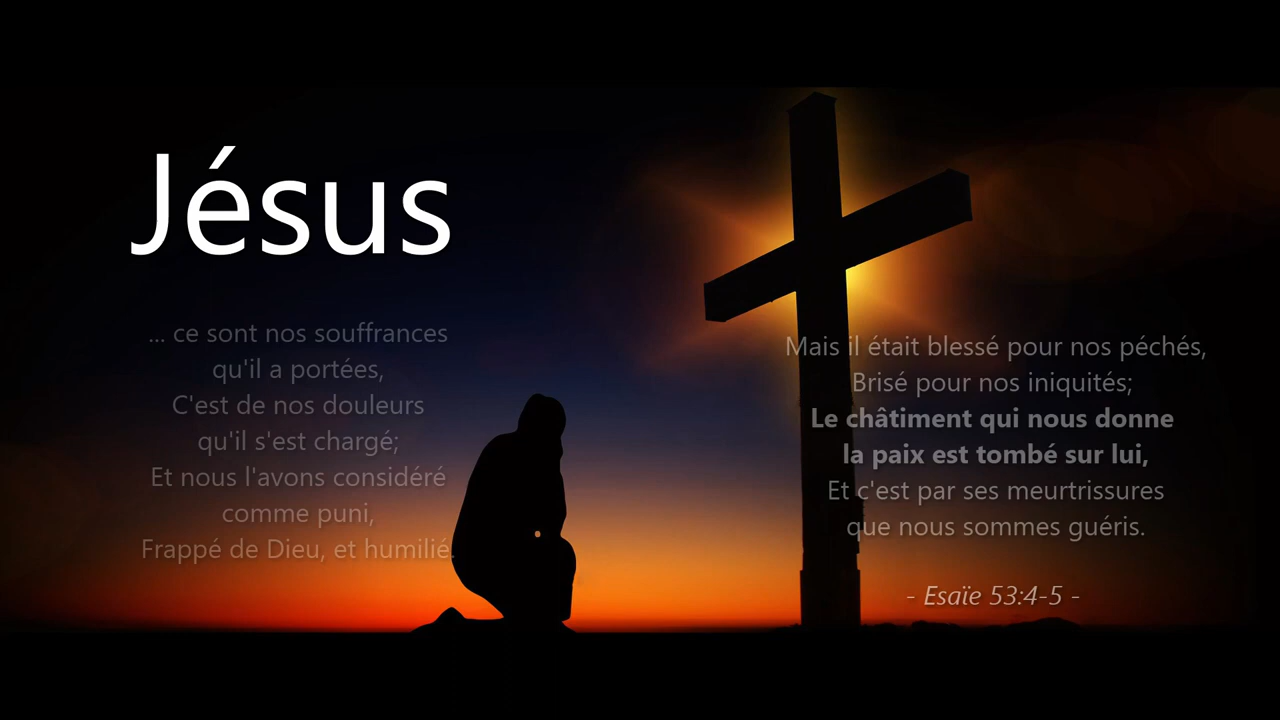 Jésus
... ce sont nos souffrances
qu'il a portées,
C'est de nos douleurs
qu'il s'est chargé;
Et nous l'avons considéré
comme puni,
Frappé de Dieu, et humilié.
Mais il était blessé pour nos péchés,
Brisé pour nos iniquités;
Le châtiment qui nous donne
la paix est tombé sur lui,
Et c'est par ses meurtrissures
que nous sommes guéris.
- Esaïe 53:4-5 -